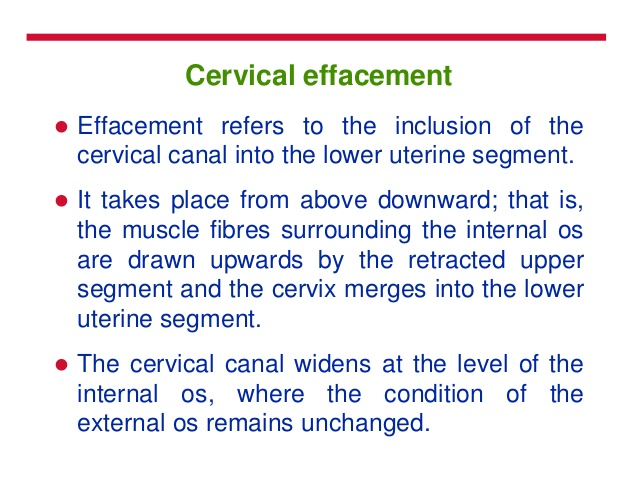 Cervical effacement
● Effacement refers to the inclusion of the
cervical canal into the lower uterine segment.
● It takes place from above downward; that is,
the muscle fibres surrounding the internal os
are drawn upwards by the retracted upper
segment and the cervix merges into the lower
uterine segment.
● The cervical canal widens at the level of the
internal os, where the condition of the
external os remains unchanged.